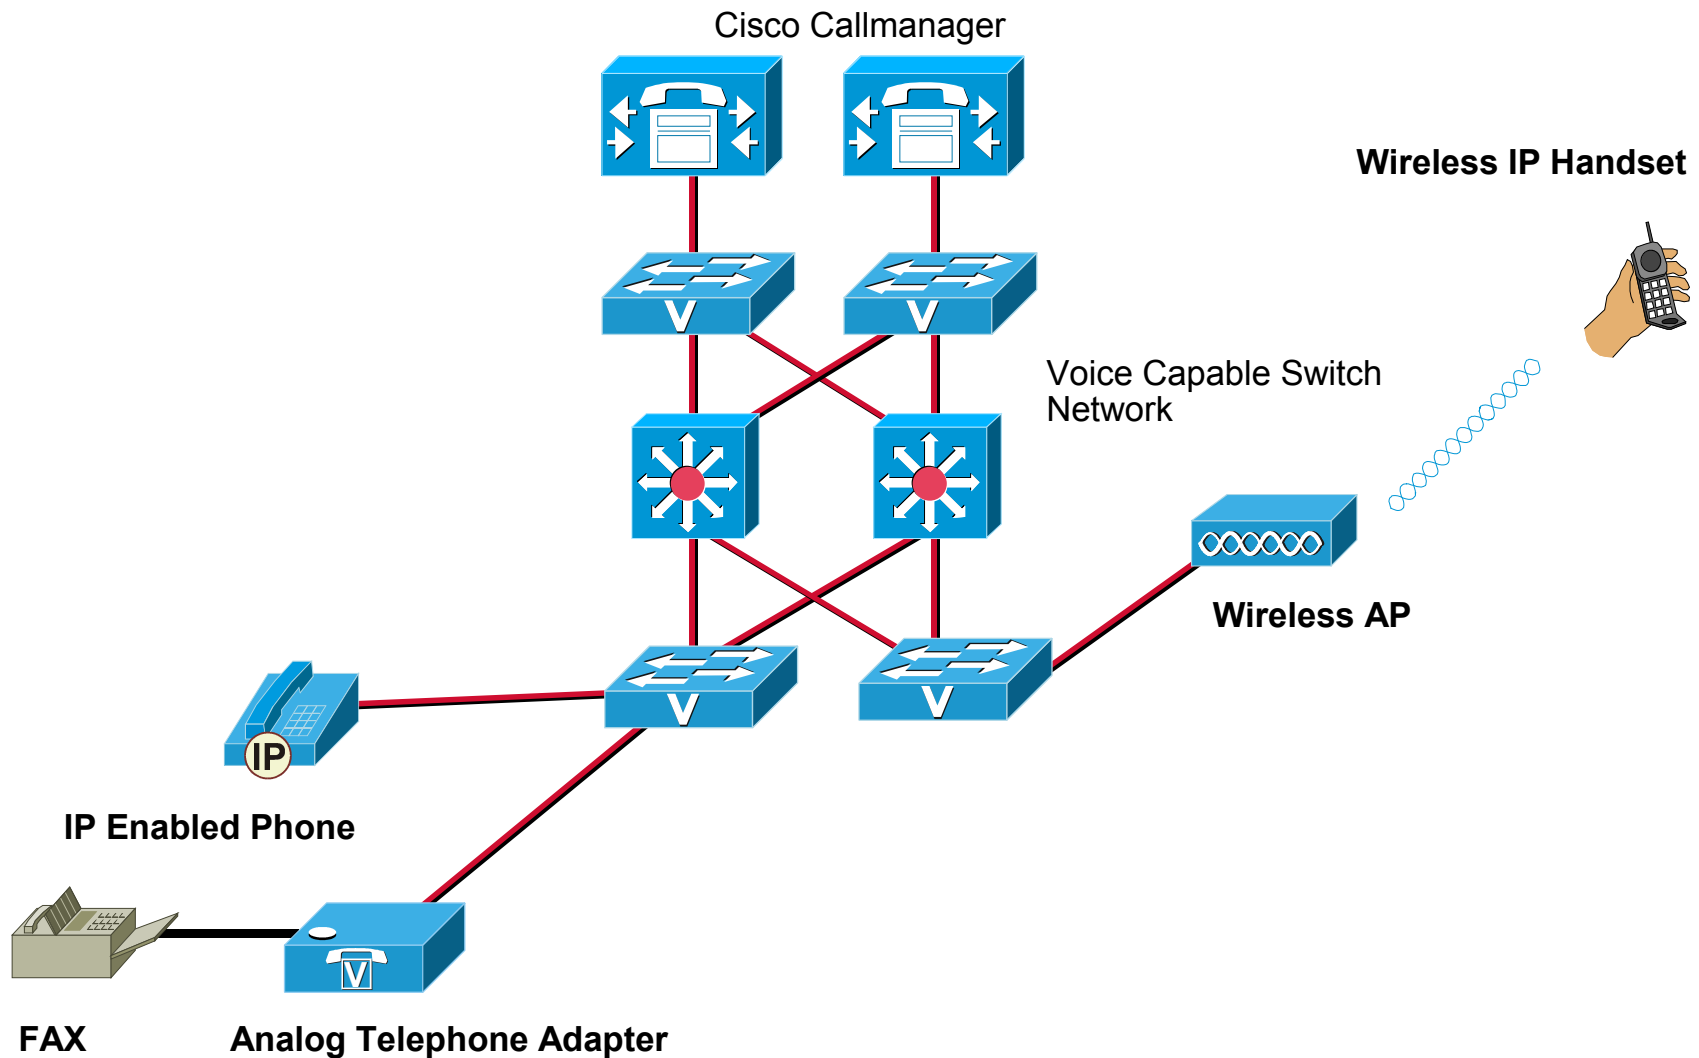 Cisco Callmanager
Wireless IP Handset
V
V
Voice Capable Switch
Network
Wireless AP
V
V
IP
IP Enabled Phone
V
FAX
Analog Telephone Adapter